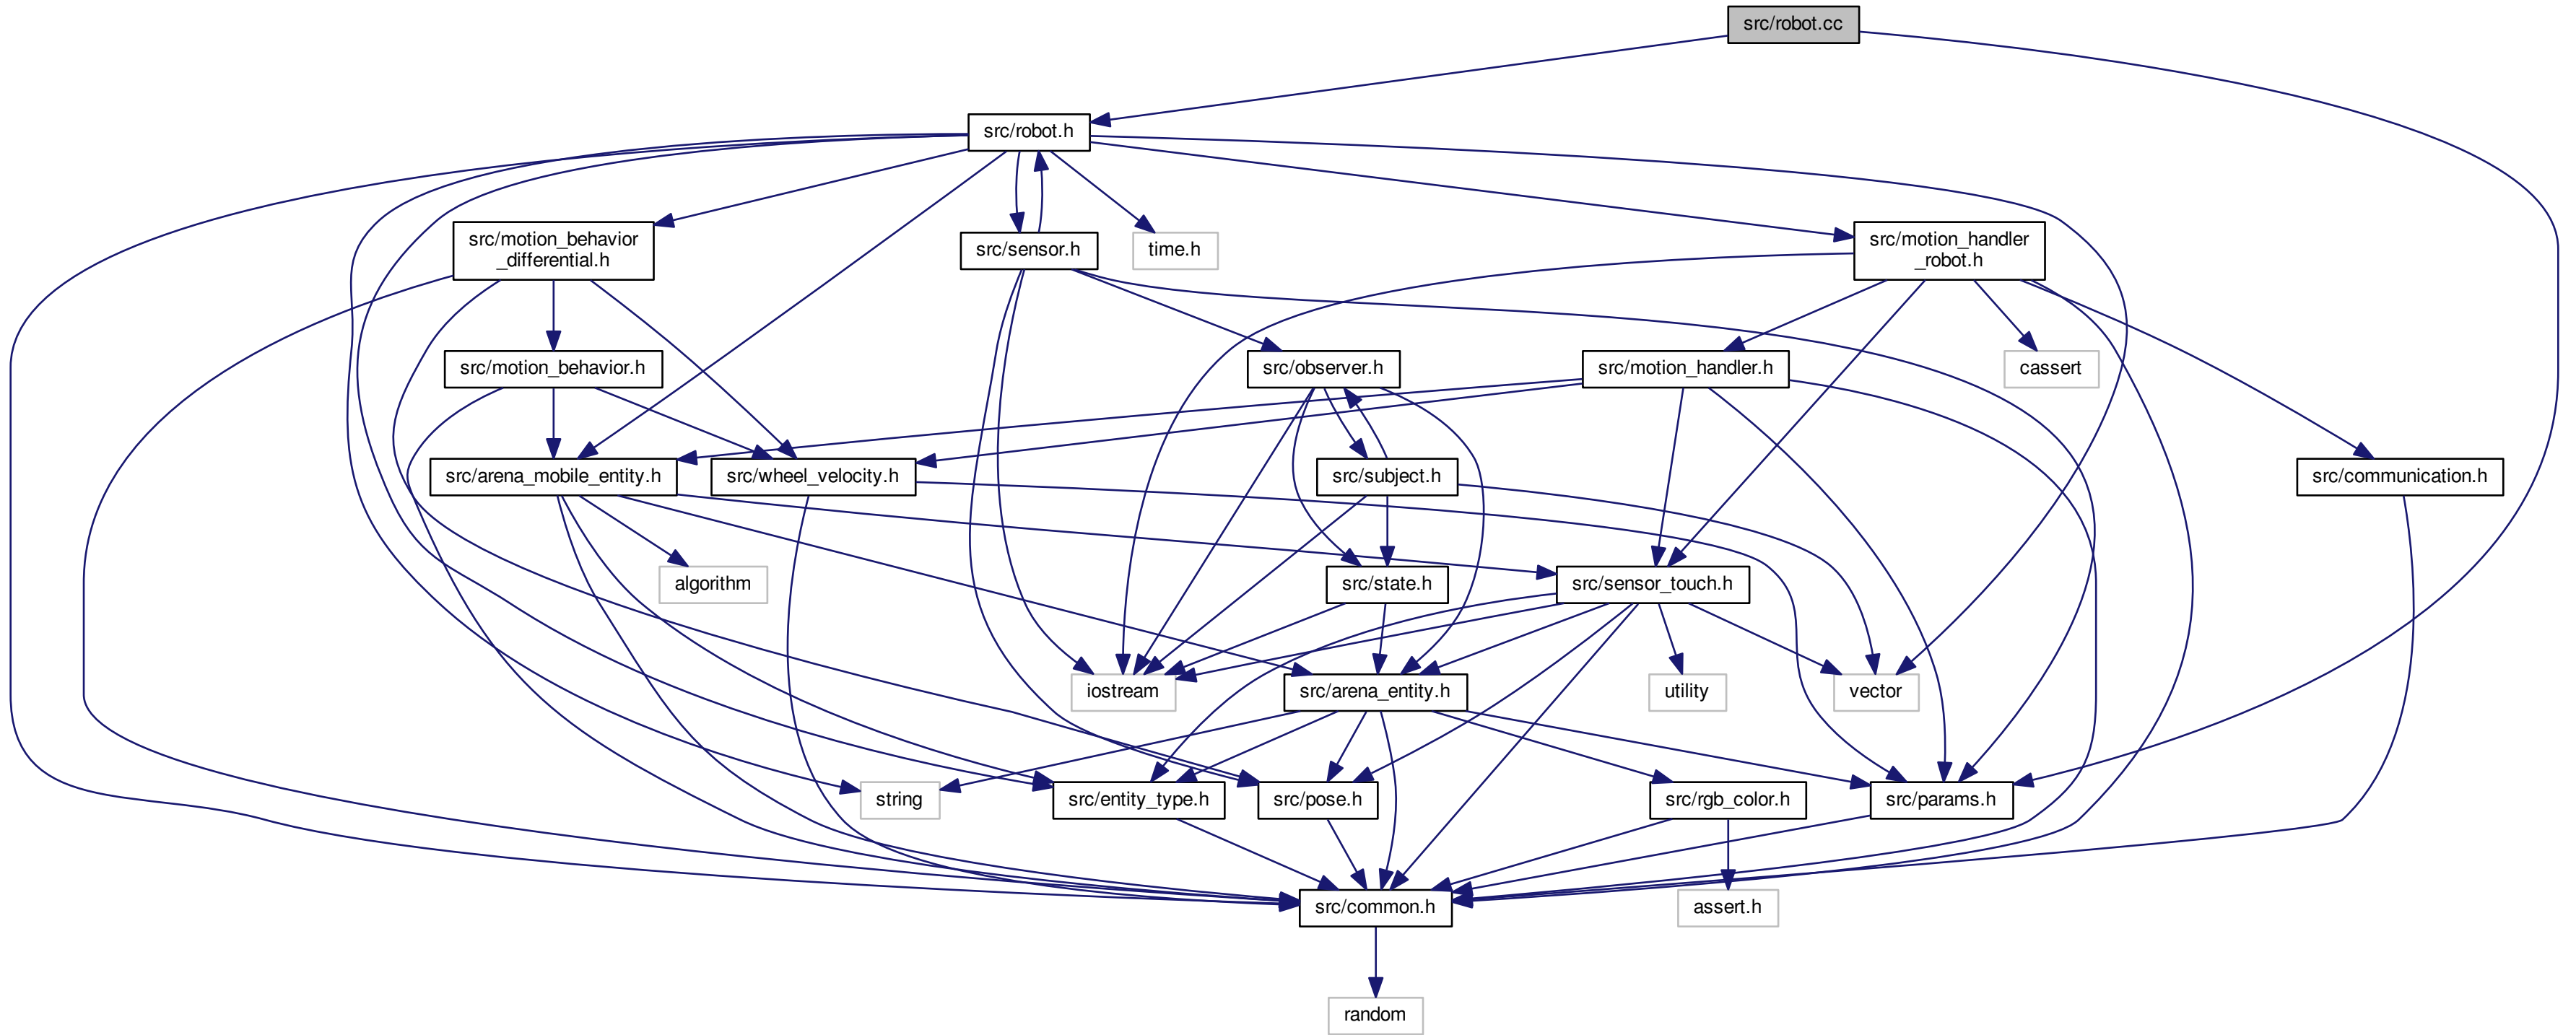 src/robot.cc
src/robot.h
src/motion_behavior
_differential.h
src/sensor.h
time.h
src/motion_handler
_robot.h
src/motion_behavior.h
src/observer.h
src/motion_handler.h
cassert
src/arena_mobile_entity.h
src/wheel_velocity.h
src/subject.h
src/communication.h
algorithm
src/state.h
src/sensor_touch.h
iostream
src/arena_entity.h
utility
vector
string
src/entity_type.h
src/pose.h
src/rgb_color.h
src/params.h
src/common.h
assert.h
random